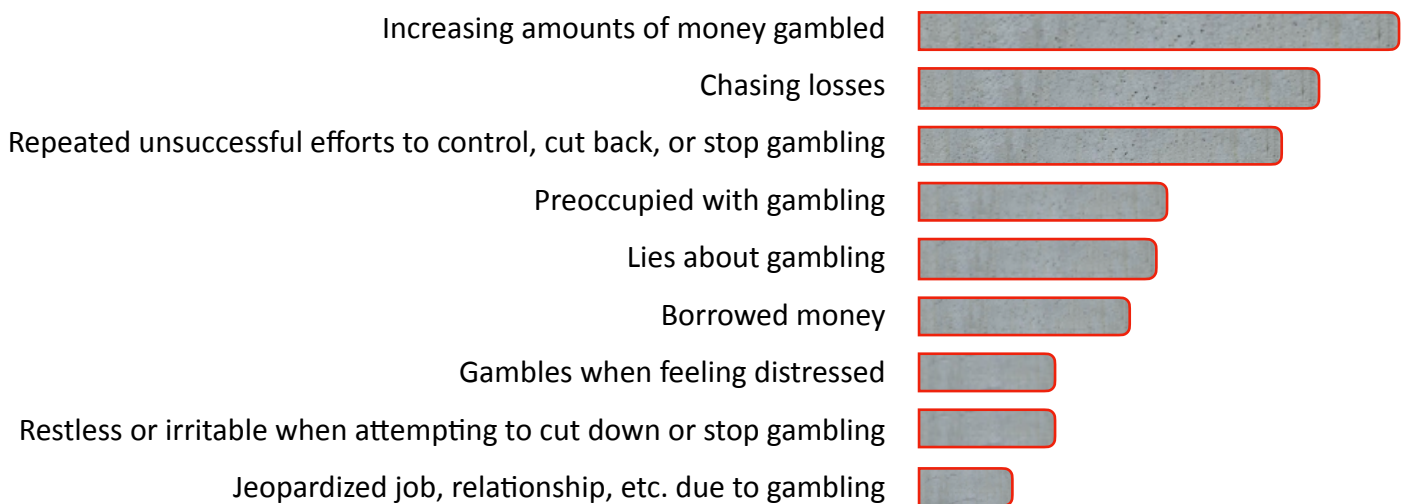 Increasing amounts of money gambled
Chasing losses
Repeated unsuccessful efforts to control, cut back, or stop gambling
Preoccupied with gambling
Lies about gambling
Borrowed money
Gambles when feeling distressed
Restless or irritable when attempting to cut down or stop gambling
Jeopardized job, relationship, etc. due to gambling